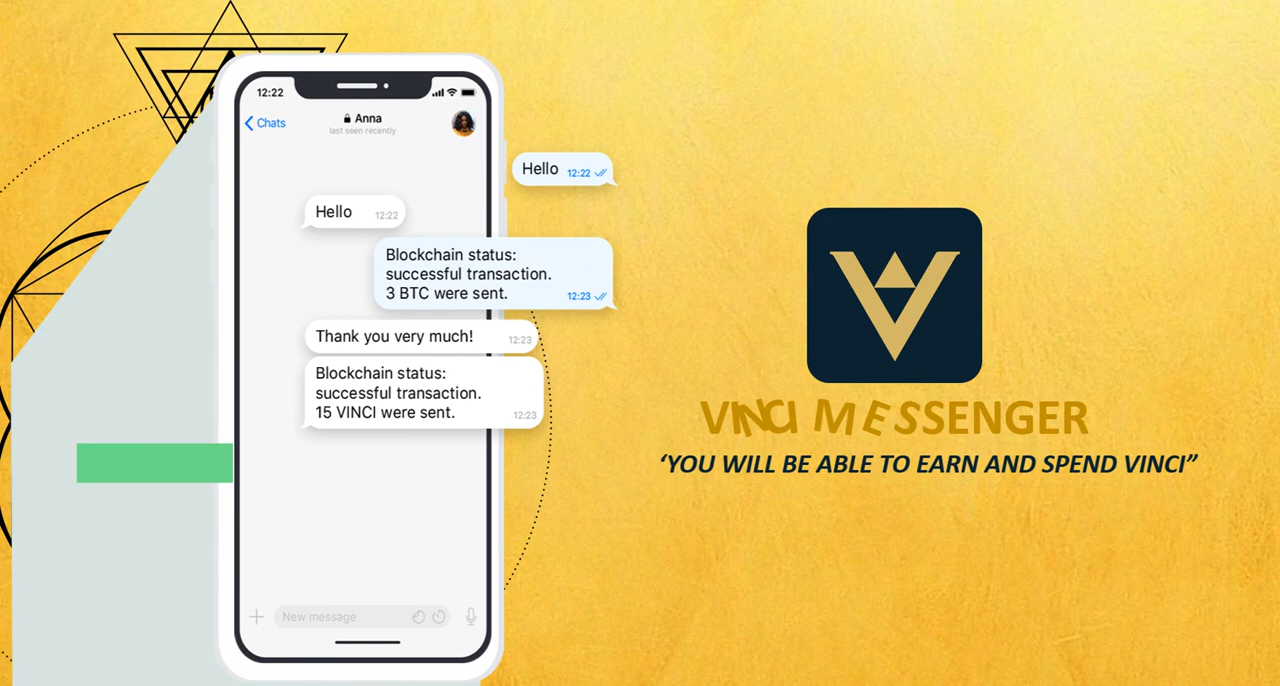 12:22
Chats
Anna
last seen recently
Hello 12:22
Hello 12:22
Blockchain status:
successful transaction.
3 BTC were sent. 12:23
Thank you very much! 12:23
Blockchain status:
successful transaction.
15 VINCI were sent. 12:23
New message
VINCI MESSENGER
‘YOU WILL BE ABLE TO EARN AND SPEND VINCI”